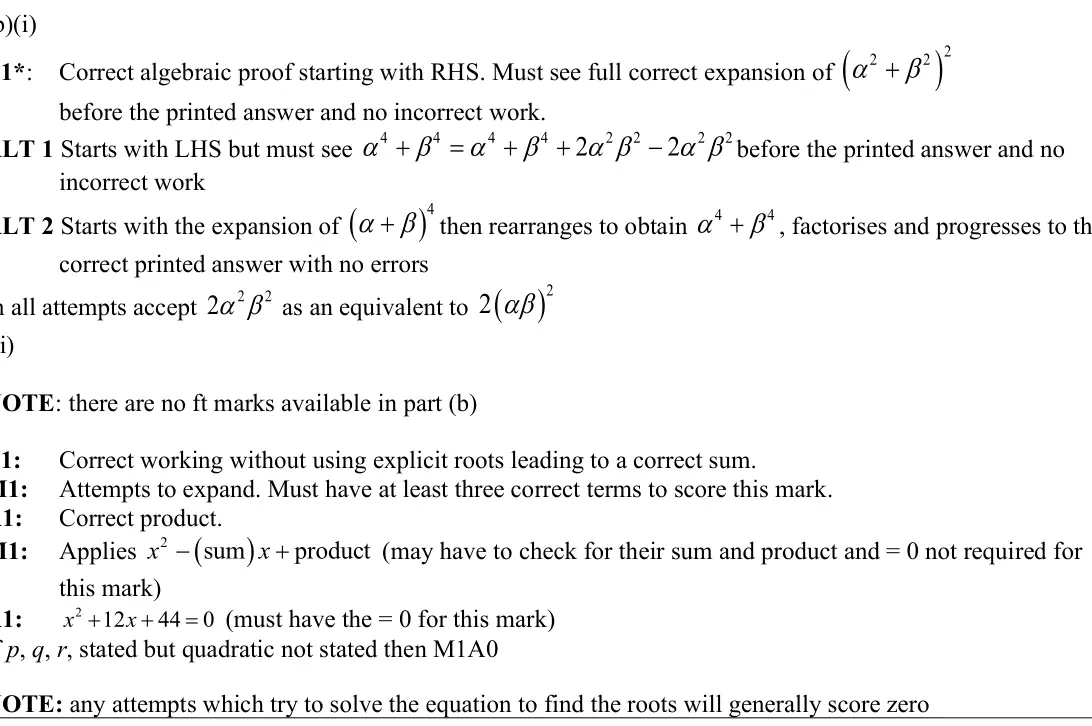 )(i)
1*: Correct algebraic proof starting with RHS. Must see full correct expansion of (α² + β²)²
before the printed answer and no incorrect work.
LT 1 Starts with LHS but must see α⁴ + β⁴ = α⁴ + β⁴ + 2α²β² − 2α²β² before the printed answer and no
incorrect work
LT 2 Starts with the expansion of (α + β)⁴ then rearranges to obtain α⁴ + β⁴, factorises and progresses to th
correct printed answer with no errors
n all attempts accept 2α²β² as an equivalent to 2(αβ)²
i)
OTE: there are no ft marks available in part (b)
1: Correct working without using explicit roots leading to a correct sum.
1: Attempts to expand. Must have at least three correct terms to score this mark.
1: Correct product.
1: Applies x² − (sum)x + product (may have to check for their sum and product and = 0 not required for
this mark)
1: x² +12x + 44 = 0 (must have the = 0 for this mark)
p, q, r, stated but quadratic not stated then M1A0
OTE: any attempts which try to solve the equation to find the roots will generally score zero